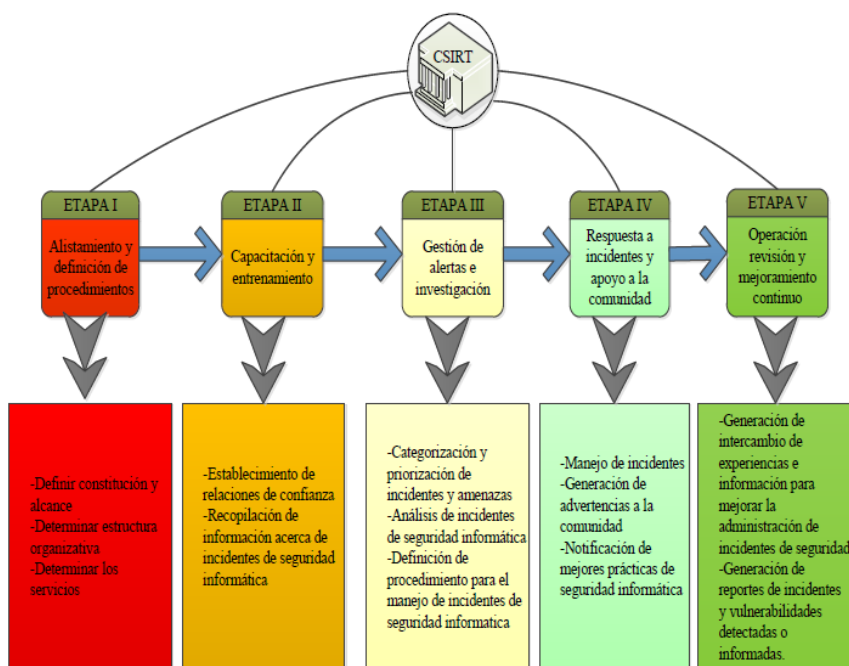 CSIRT
ETAPA I
Alistamiento y
definición de
procedimientos
ETAPA II
Capacitación y
entrenamiento
ETAPA III
Gestión de
alertas e
investigación
ETAPA IV
Respuesta a
incidentes y
apoyo a la
comunidad
ETAPA V
Operación
revisión y
mejoramiento
continuo
-Definir constitución y
alcance
-Determinar estructura
organizativa
-Determinar los
servicios
-Establecimiento de
relaciones de confianza
-Recopilación de
información acerca de
incidentes de seguridad
informática
-Categorización y
priorización de
incidentes y amenazas
-Análisis de incidentes
de seguridad informática
-Definición de
procedimiento para el
manejo de incidentes de
seguridad informatica
-Manejo de incidentes
-Generación de
advertencias a la
comunidad
-Notificación de
mejores prácticas de
seguridad informática
-Generación de
intercambio de
experiencias e
información para
mejorar la
administración de
incidentes de seguridad
-Generación de
reportes de incidentes
y vulnerabilidades
detectadas o
informadas.